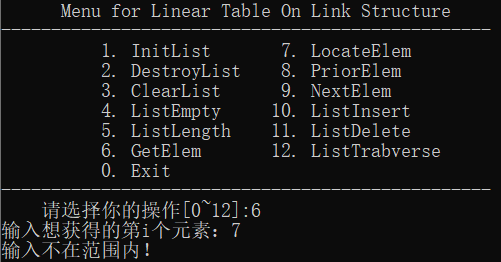 Menu for Linear Table On Link Structure
-------------------------------------------------
1. InitList 7. LocateElem
2. DestroyList 8. PriorElem
3. ClearList 9. NextElem
4. ListEmpty 10. ListInsert
5. ListLength 11. ListDelete
6. GetElem 12. ListTrabverse
0. Exit
-------------------------------------------------
请选择你的操作[0~12]:6
输入想获得的第i个元素：7
输入不在范围内！